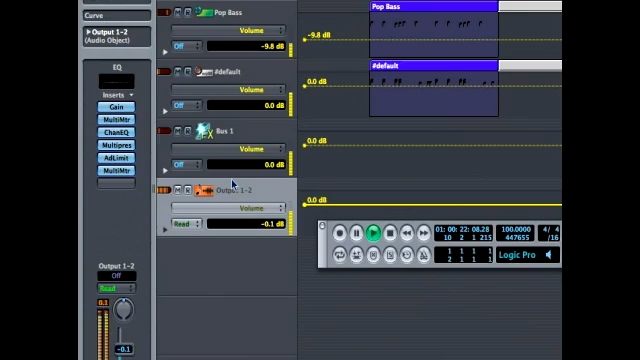 Curve
Output 1-2
(Audio Object)
EQ
Inserts
Gain
MultiMtr
ChanEQ
Multipres
AdLimit
MultiMtr
Output 1-2
Off
Read
0.1
-0.1
M R Pop Bass
Volume
Off -9.8 dB
M R #default
Volume
Off 0.0 dB
M R Bus 1
Volume
Off 0.0 dB
M R Output 1-2
Volume
Read -0.1 dB
Pop Bass
-9.8 dB
#default
0.0 dB
0.0 dB
0.0 dB
01: 00: 22: 08.28
10 2 1 215
100.0000
447655
4/ 4
/16
1 1 1 1
2 1 1 1
Logic Pro